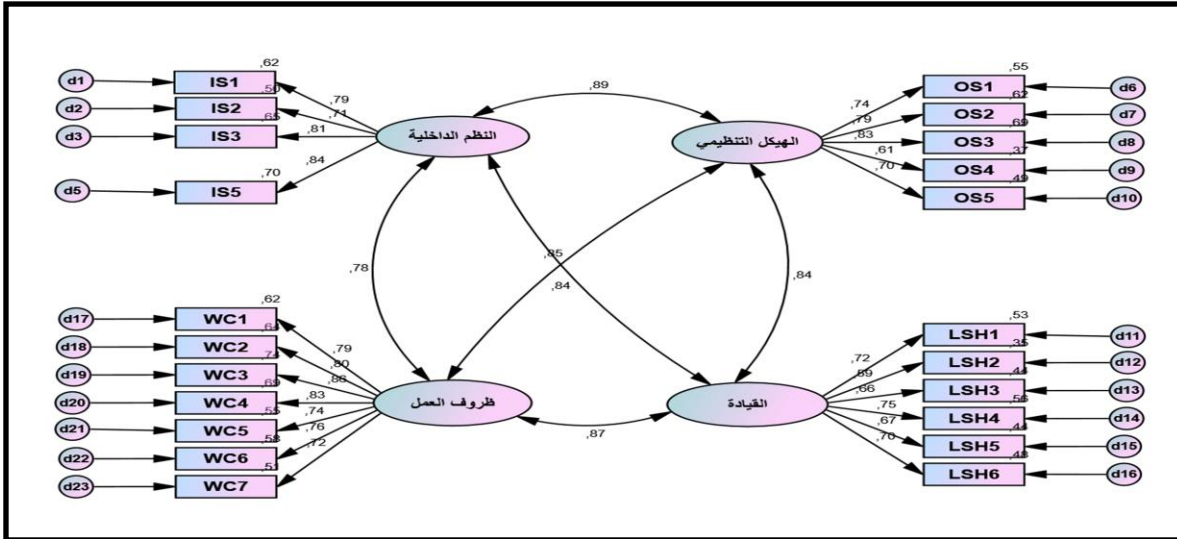 ,62
d1 IS1
,50
d2 IS2
,65
d3 IS3
,70
d5 IS5
,79
,71
,81
,84
النظم الداخلية
,89
الهيكل التنظيمي
,74
,79
,83
,61
,70
,55
OS1 d6
,62
OS2 d7
,69
OS3 d8
,37
OS4 d9
,49
OS5 d10
,78
,85
,84
,84
,62
d17 WC1
,64
d18 WC2
,74
d19 WC3
,69
d20 WC4
,55
d21 WC5
,58
d22 WC6
,51
d23 WC7
,79
,80
,86
,83
,74
,76
,72
ظروف العمل
,87
القيادة
,72
,59
,66
,75
,67
,70
,53
LSH1 d11
,35
LSH2 d12
,44
LSH3 d13
,56
LSH4 d14
,44
LSH5 d15
,48
LSH6 d16